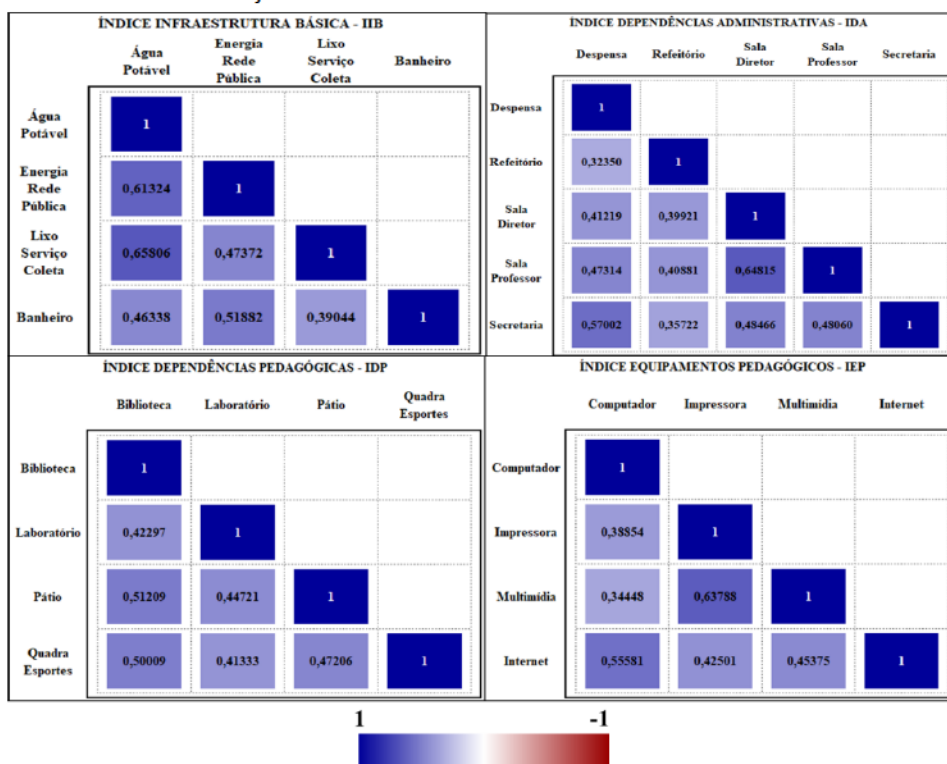 ÍNDICE INFRAESTRUTURA BÁSICA - IIB
Água Potável
Energia Rede Pública
Lixo Serviço Coleta
Banheiro
Água Potável
1
Energia Rede Pública
0,61324
1
Lixo Serviço Coleta
0,65806
0,47372
1
Banheiro
0,46338
0,51882
0,39044
1
ÍNDICE DEPENDÊNCIAS ADMINISTRATIVAS - IDA
Despensa
Refeitório
Sala Diretor
Sala Professor
Secretaria
Despensa
1
Refeitório
0,32350
1
Sala Diretor
0,41219
0,39921
1
Sala Professor
0,47314
0,40881
0,64815
1
Secretaria
0,57002
0,35722
0,48466
0,48060
1
ÍNDICE DEPENDÊNCIAS PEDAGÓGICAS - IDP
Biblioteca
Laboratório
Pátio
Quadra Esportes
Biblioteca
1
Laboratório
0,42297
1
Pátio
0,51209
0,44721
1
Quadra Esportes
0,50009
0,41333
0,47206
1
ÍNDICE EQUIPAMENTOS PEDAGÓGICOS - IEP
Computador
Impressora
Multimídia
Internet
Computador
1
Impressora
0,38854
1
Multimídia
0,34448
0,63788
1
Internet
0,55581
0,42501
0,45375
1
1
-1